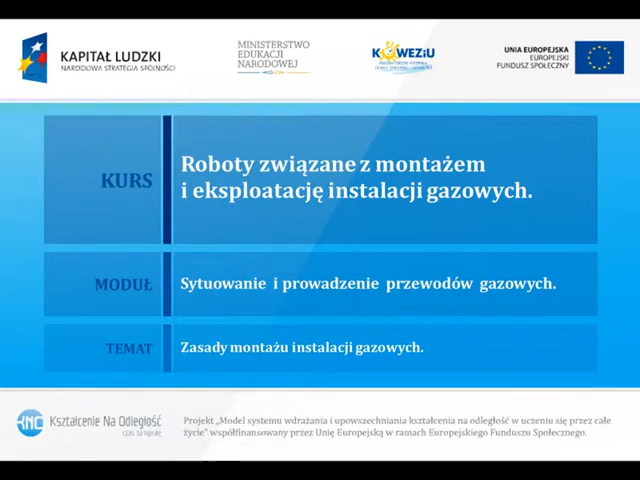 KAPITAŁ LUDZKI
NARODOWA STRATEGIA SPÓJNOŚCI
MINISTERSTWO
EDUKACJI
NARODOWEJ
KOWEZiU
UNIA EUROPEJSKA
EUROPEJSKI
FUNDUSZ SPOŁECZNY
KURS
Roboty związane z montażem
i eksploatację instalacji gazowych.
MODUŁ
Sytuowanie i prowadzenie przewodów gazowych.
TEMAT
Zasady montażu instalacji gazowych.
KNO
Kształcenie Na Odległość
Projekt „Model systemu wdrażania i upowszechniania kształcenia na odległość w uczeniu się przez całe
życie" współfinansowany przez Unię Europejską w ramach Europejskiego Funduszu Społecznego.